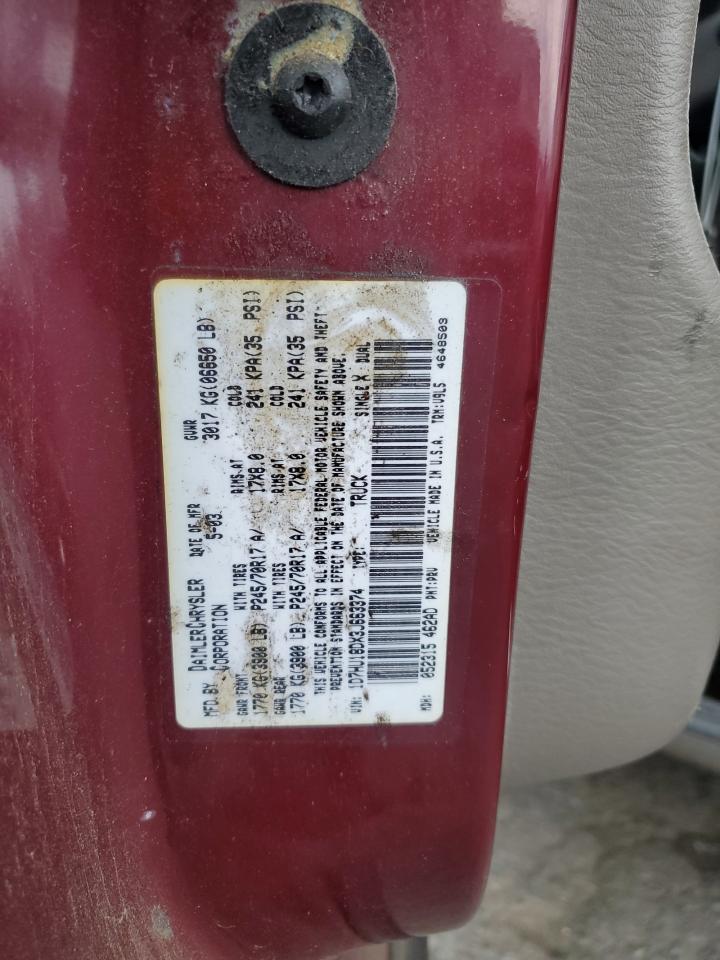 MFD. BY DAIMLERCHRYSLER CORPORATION DATE OF MFR 5-03 GVWR 3017 KG(06650 LB)
GAWR FRONT WITH TIRES RIMS AT COLD
1770 KG(3900 LB) P245/70R17 A/ 17X8.0 241 KPA(35 PSI)
GAWR REAR WITH TIRES RIMS AT COLD
1770 KG(3900 LB) P245/70R17 A/ 17X8.0 241 KPA(35 PSI)
THIS VEHICLE CONFORMS TO ALL APPLICABLE FEDERAL MOTOR VEHICLE SAFETY AND THEFT-
PREVENTION STANDARDS IN EFFECT ON THE DATE OF MANUFACTURE SHOWN ABOVE.
VIN: 1D7HU18DX3J663374 TYPE: TRUCK SINGLE X DUAL
MDH: 052315 462AD PNT:PRV VEHICLE MADE IN U.S.A. TRM:V9L5 4648503